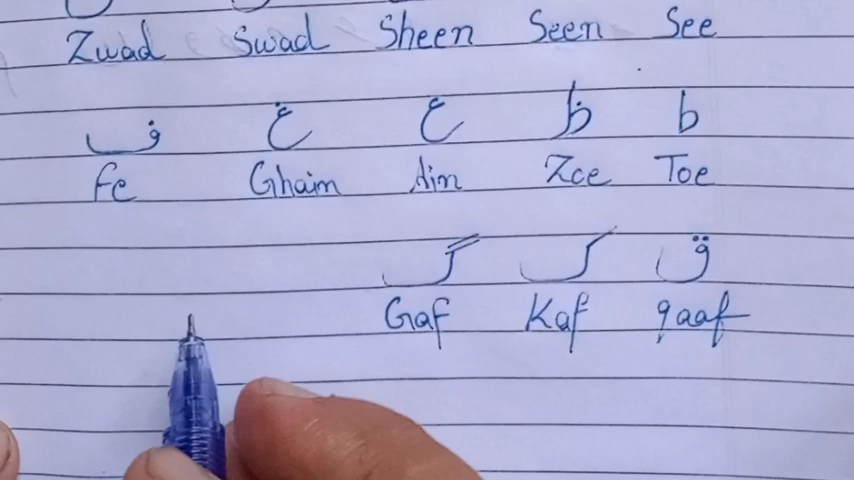 Zwad Swad Sheen Seen See
ط ظ ع غ ف
Fe Ghain Ain Zoe Toe
ق ک گ
Gaf Kaf qaaf